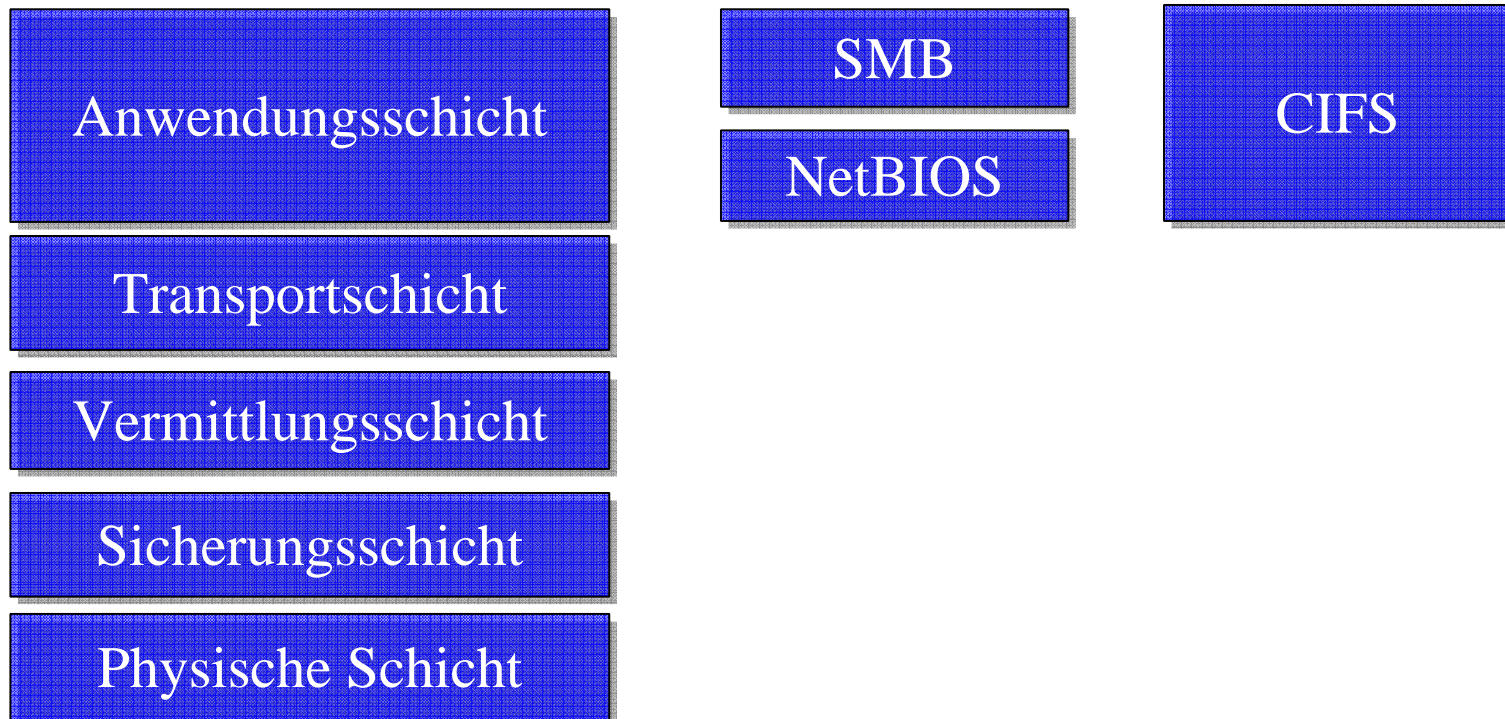 Anwendungsschicht
Transportschicht
Vermittlungsschicht
Sicherungsschicht
Physische Schicht
SMB
NetBIOS
CIFS